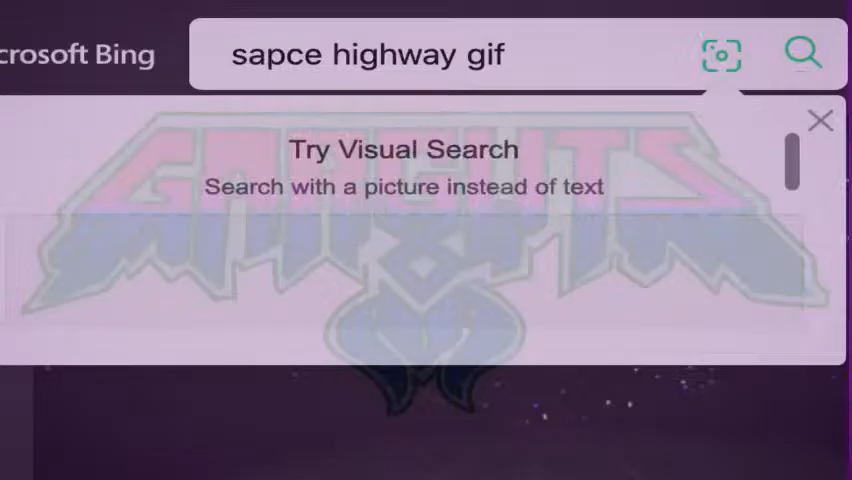 crosoft Bing
sapce highway gif
Try Visual Search
Search with a picture instead of text